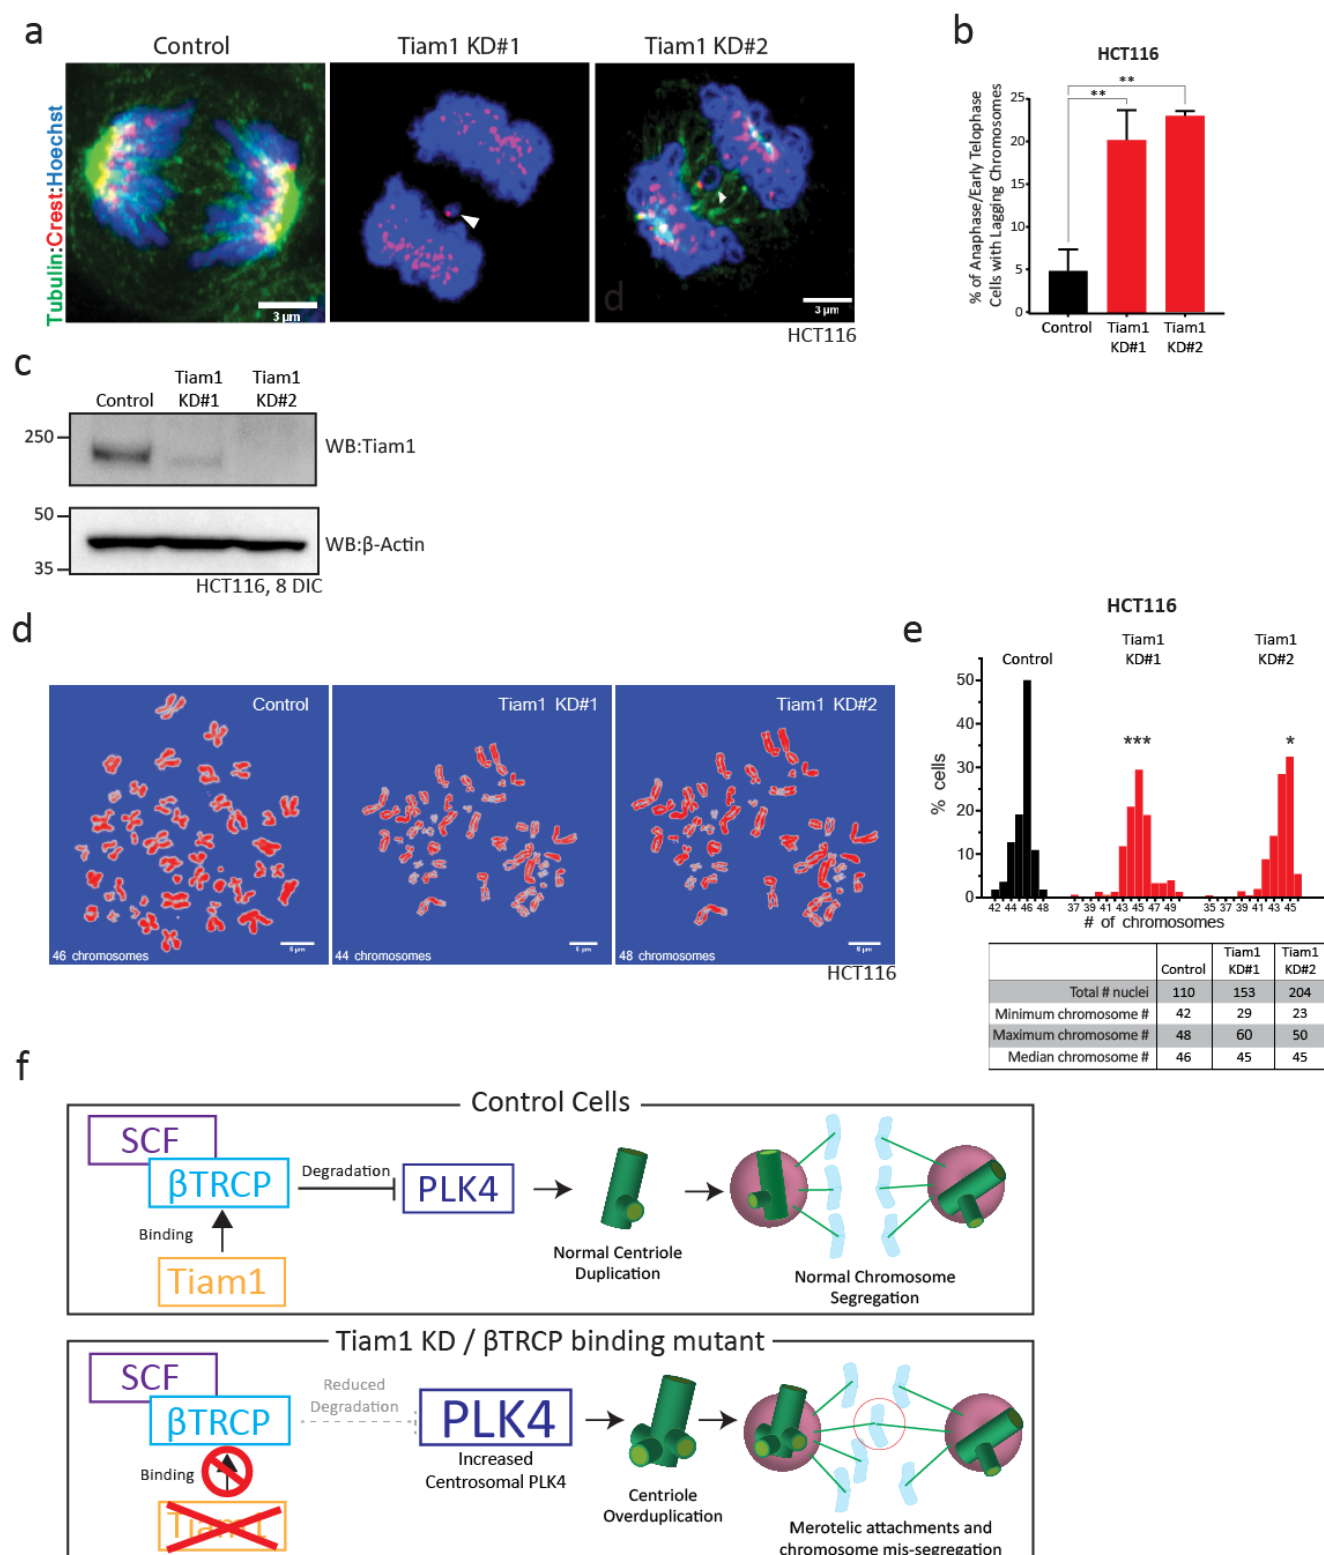 a
Control
Tiam1 KD#1
Tiam1 KD#2
Tubulin:Crest:Hoechst
3 µm
d
3 µm
HCT116
b
HCT116
**
**
% of Anaphase/Early Telophase
Cells with Lagging Chromosomes
25
20
15
10
5
0
Control
Tiam1
KD#1
Tiam1
KD#2
c
Control
Tiam1
KD#1
Tiam1
KD#2
250
WB:Tiam1
50
WB:β-Actin
35
HCT116, 8 DIC
d
Control
46 chromosomes
6 µm
Tiam1 KD#1
44 chromosomes
6 µm
Tiam1 KD#2
48 chromosomes
6 µm
HCT116
e
HCT116
Control
Tiam1
KD#1
Tiam1
KD#2
***
*
% cells
50
40
30
20
10
0
42 44 46 48
37 39 41 43 45 47 49
35 37 39 41 43 45
# of chromosomes
Control
Tiam1
KD#1
Tiam1
KD#2
Total # nuclei 110 153 204
Minimum chromosome # 42 29 23
Maximum chromosome # 48 60 50
Median chromosome # 46 45 45
f
Control Cells
SCF
βTRCP
Degradation
PLK4
Binding
Tiam1
Normal Centriole
Duplication
Normal Chromosome
Segregation
Tiam1 KD / βTRCP binding mutant
SCF
βTRCP
Reduced
Degradation
PLK4
Increased
Centrosomal PLK4
Binding
Tiam1
Centriole
Overduplication
Merotelic attachments and
chromosome mis-segregation